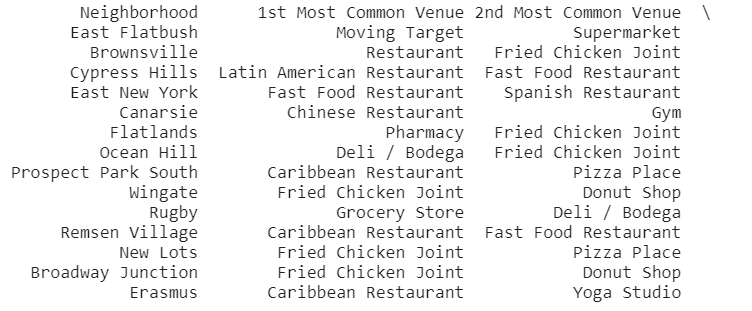 Neighborhood 1st Most Common Venue 2nd Most Common Venue \
East Flatbush Moving Target Supermarket
Brownsville Restaurant Fried Chicken Joint
Cypress Hills Latin American Restaurant Fast Food Restaurant
East New York Fast Food Restaurant Spanish Restaurant
Canarsie Chinese Restaurant Gym
Flatlands Pharmacy Fried Chicken Joint
Ocean Hill Deli / Bodega Fried Chicken Joint
Prospect Park South Caribbean Restaurant Pizza Place
Wingate Fried Chicken Joint Donut Shop
Rugby Grocery Store Deli / Bodega
Remsen Village Caribbean Restaurant Fast Food Restaurant
New Lots Fried Chicken Joint Pizza Place
Broadway Junction Fried Chicken Joint Donut Shop
Erasmus Caribbean Restaurant Yoga Studio